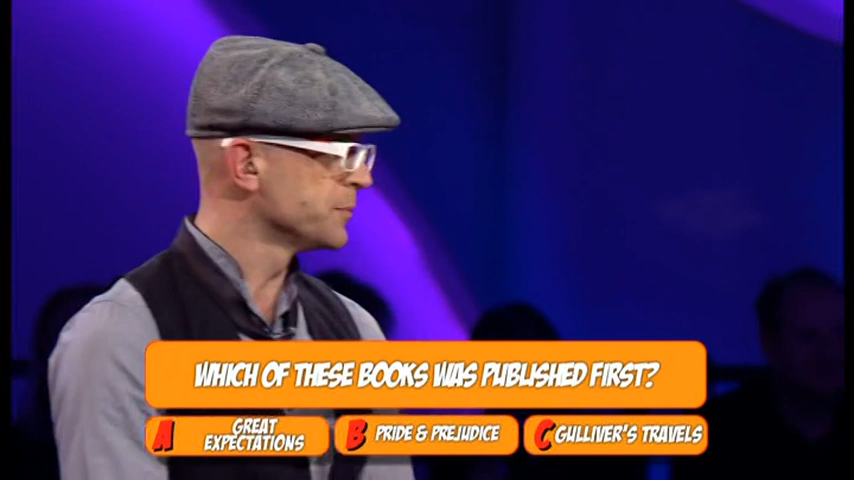 WHICH OF THESE BOOKS WAS PUBLISHED FIRST?
A GREAT
EXPECTATIONS
B PRIDE & PREJUDICE
C GULLIVER'S TRAVELS